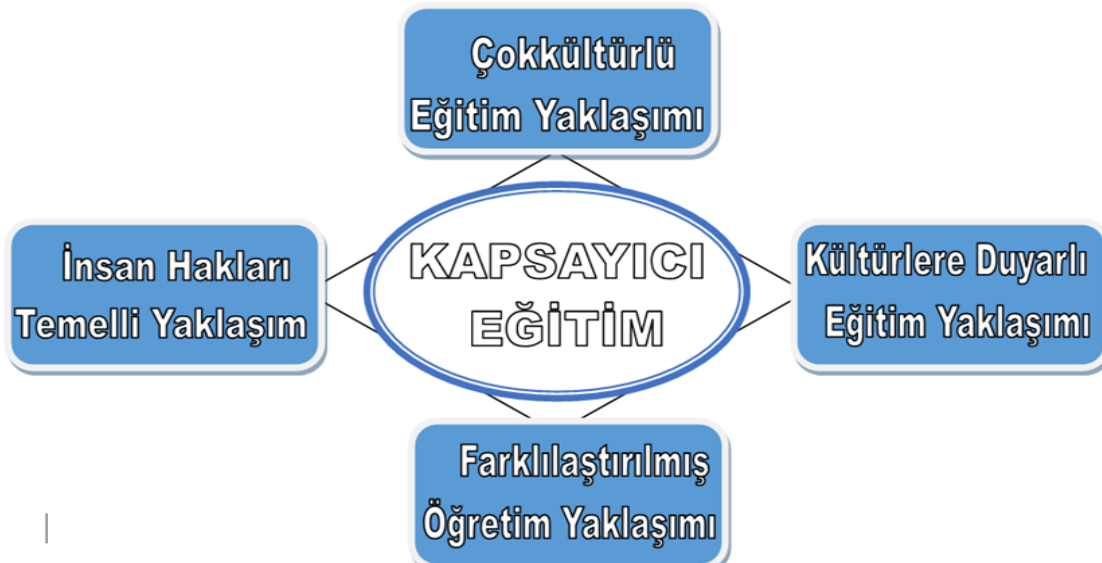 Çokkültürlü
Eğitim Yaklaşımı
İnsan Hakları
Temelli Yaklaşım
KAPSAYICI
EĞİTİM
Kültürlere Duyarlı
Eğitim Yaklaşımı
Farklılaştırılmış
Öğretim Yaklaşımı